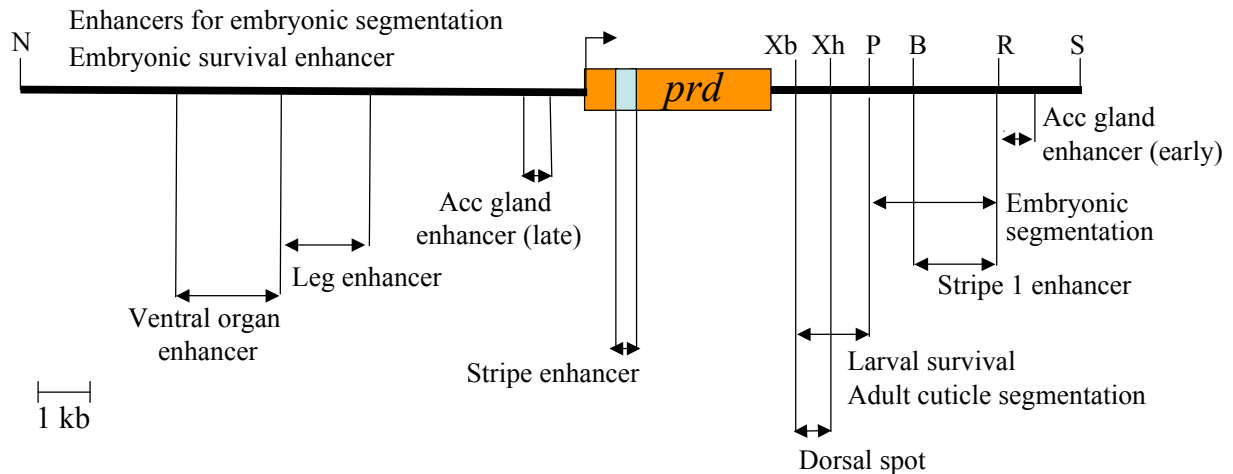 Enhancers for embryonic segmentation
Embryonic survival enhancer
N
Xb Xh P B R S
prd
Acc gland
enhancer (early)
Acc gland
enhancer (late)
Embryonic
segmentation
Leg enhancer
Stripe 1 enhancer
Ventral organ
enhancer
Stripe enhancer
Larval survival
Adult cuticle segmentation
1 kb
Dorsal spot